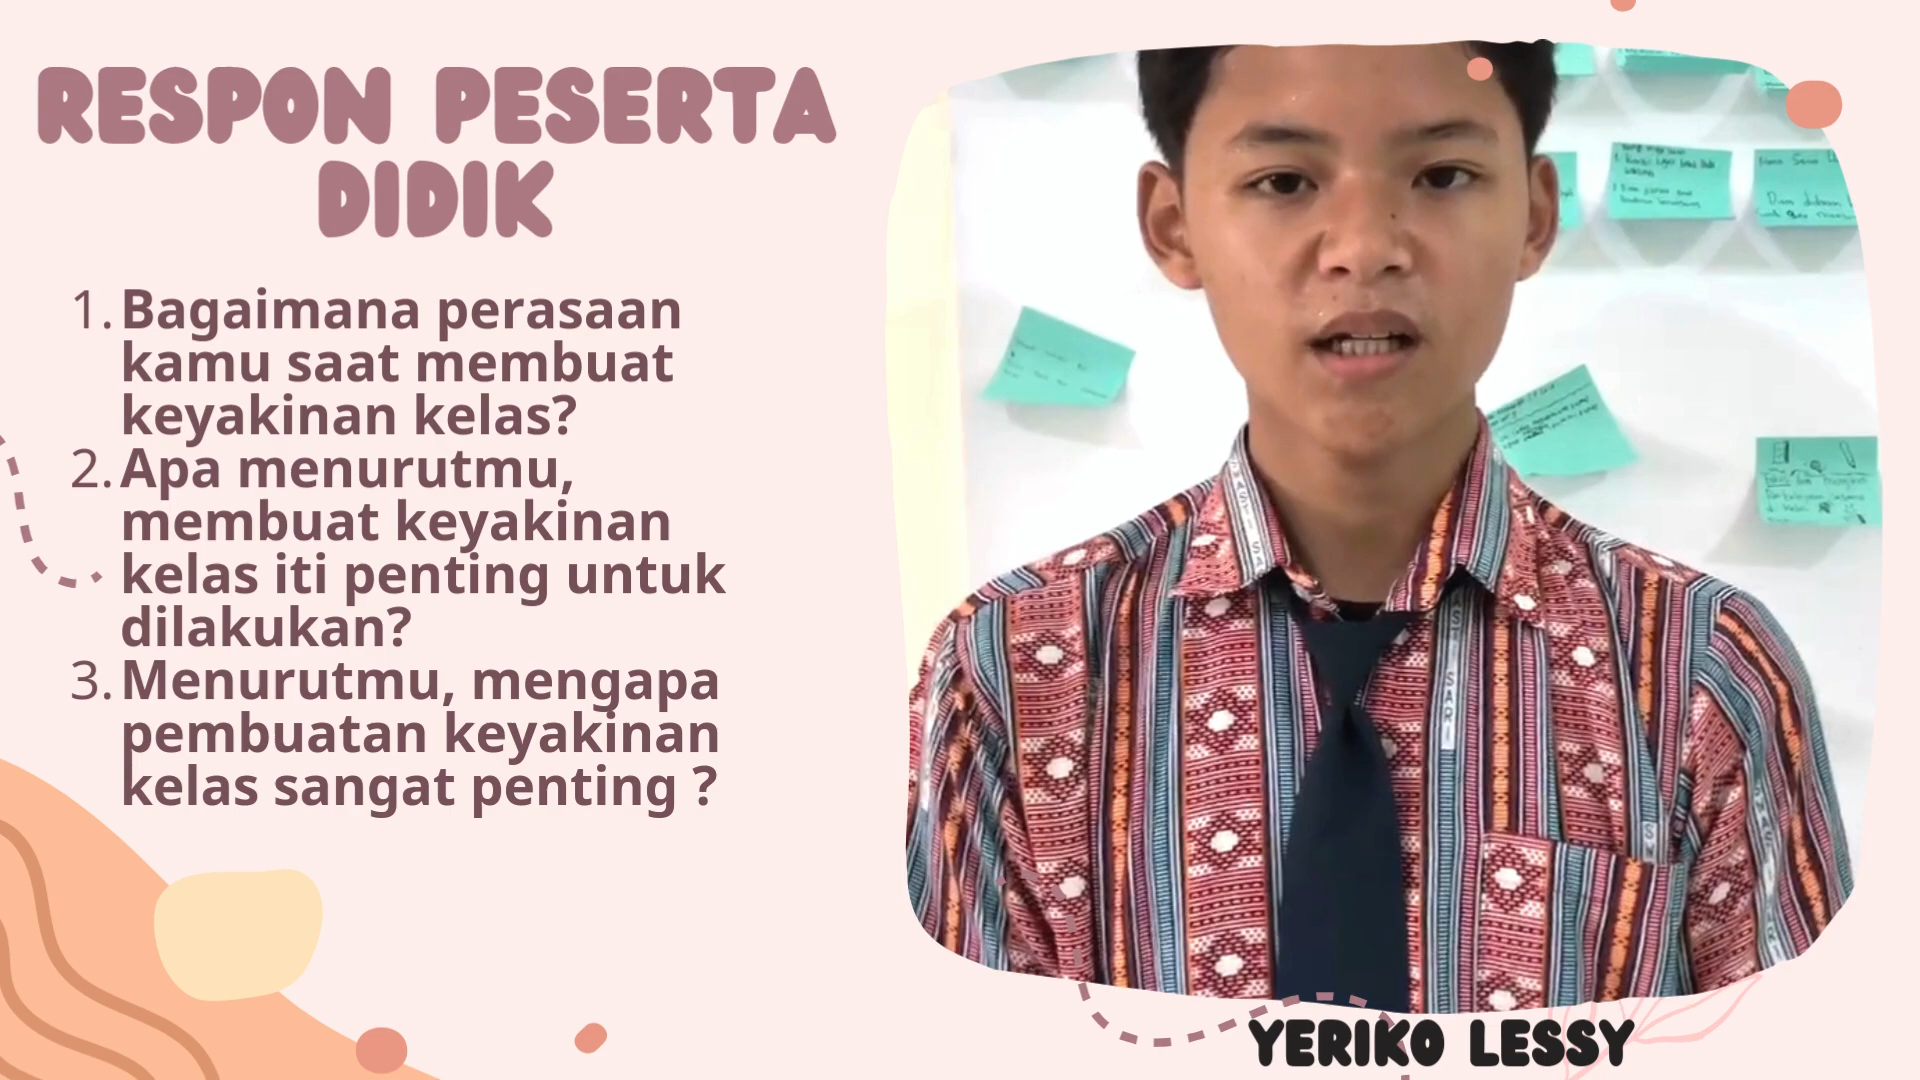 RESPON PESERTA
DIDIK
1. Bagaimana perasaan
kamu saat membuat
keyakinan kelas?
2. Apa menurutmu,
membuat keyakinan
kelas iti penting untuk
dilakukan?
3. Menurutmu, mengapa
pembuatan keyakinan
kelas sangat penting ?
SARI
YERIKO LESSY